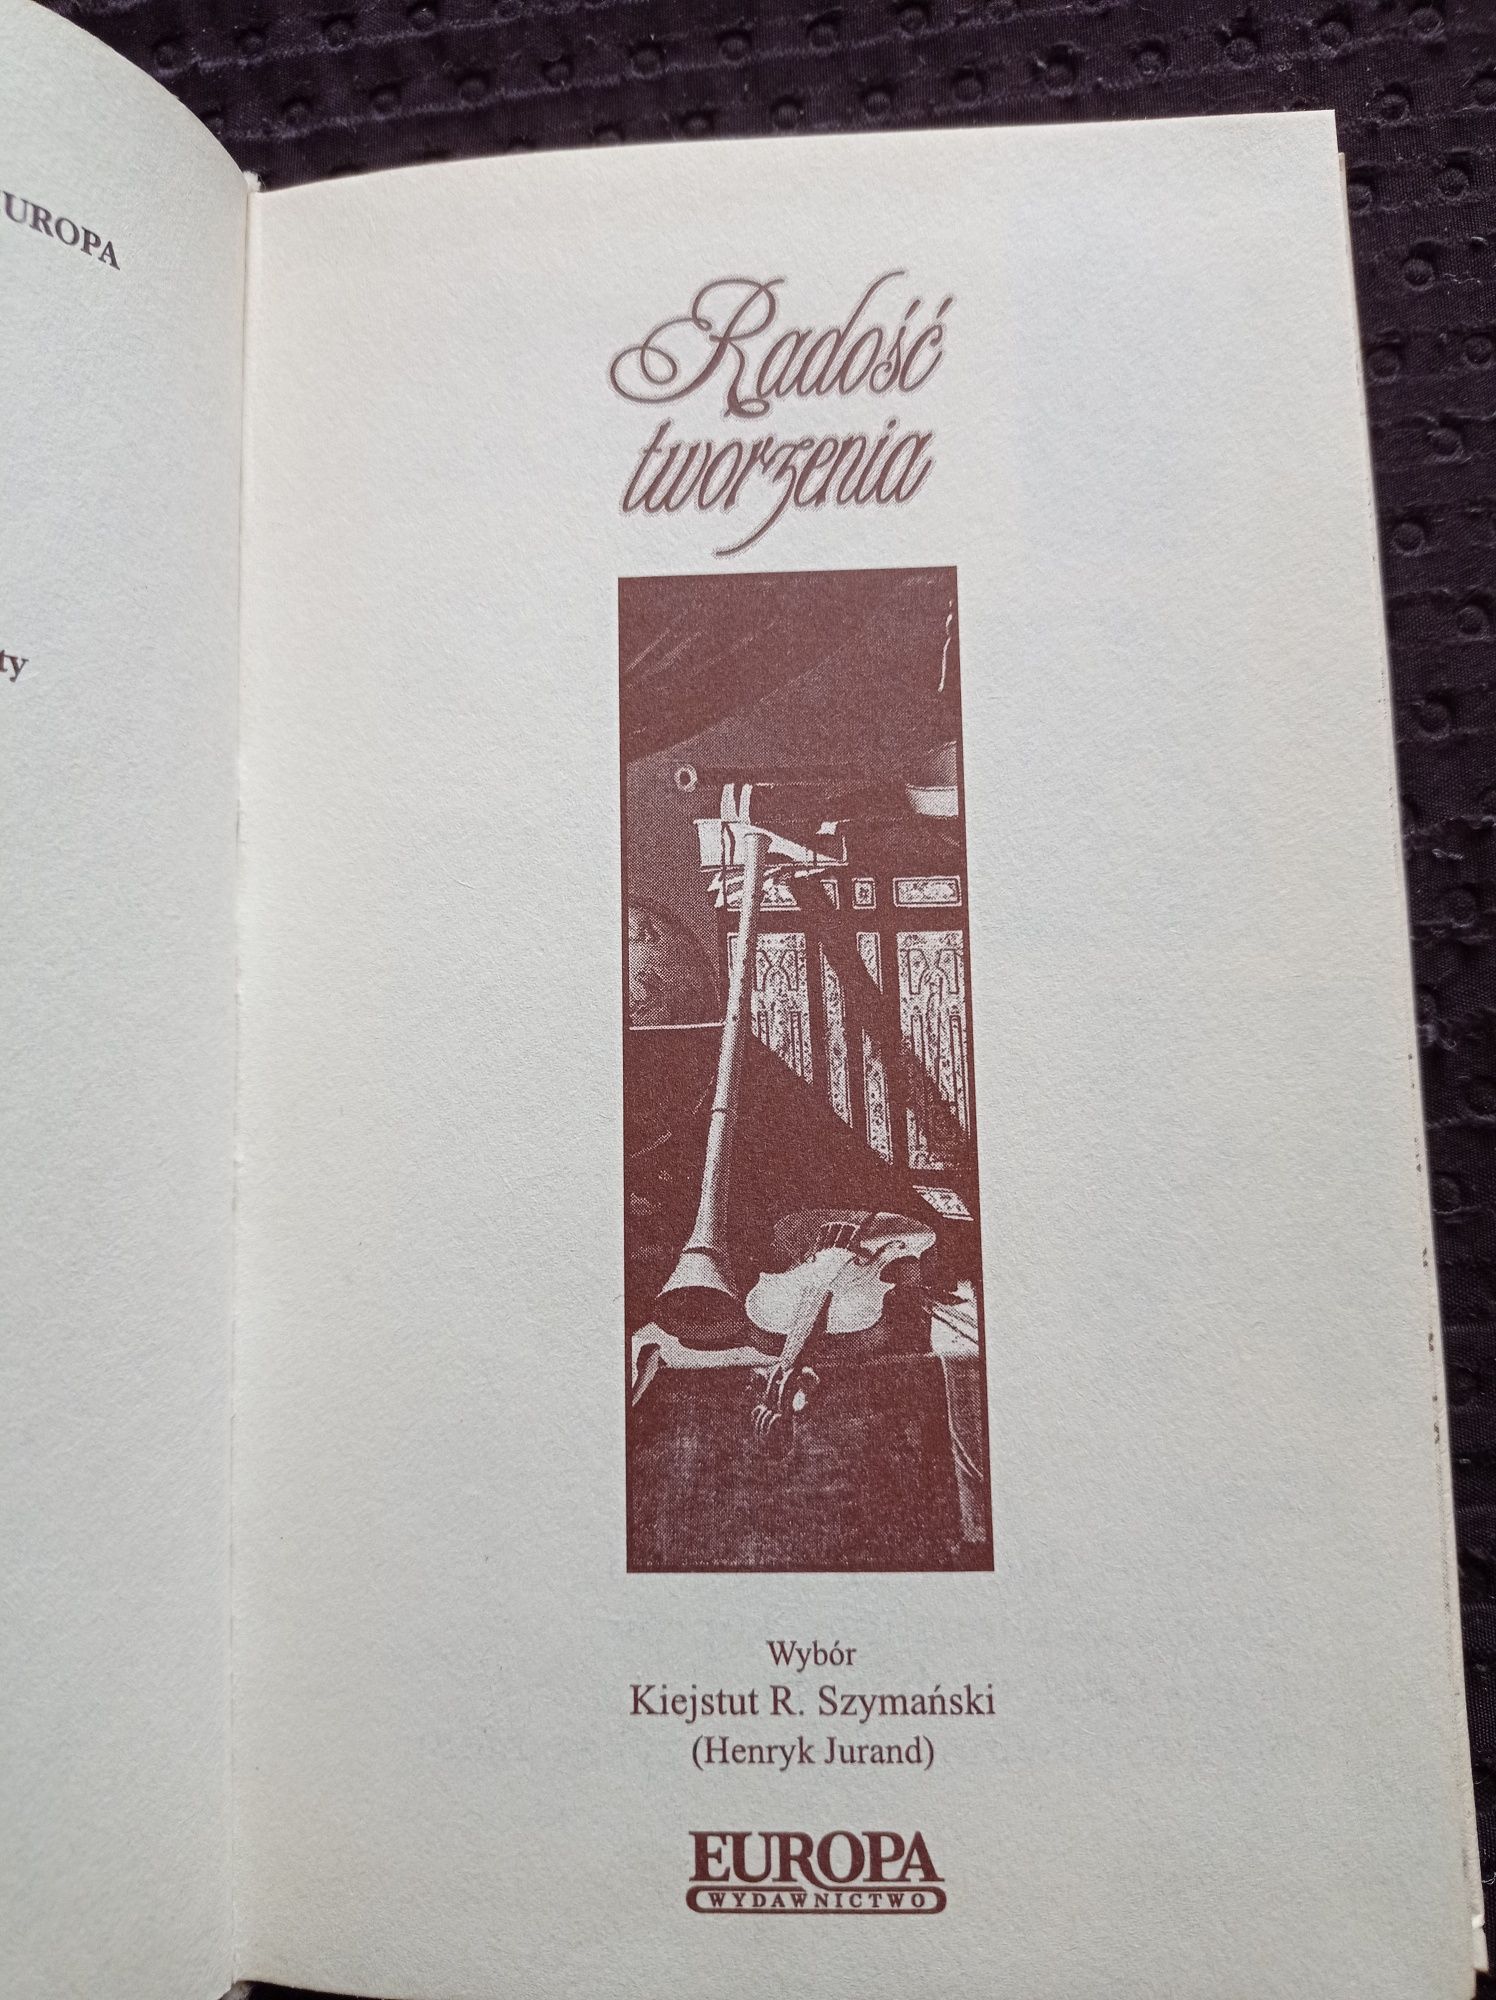 UROPA
ty
Radość
tworzenia
Wybór
Kiejstut R. Szymański
(Henryk Jurand)
EUROPA
WYDAWNICTWO